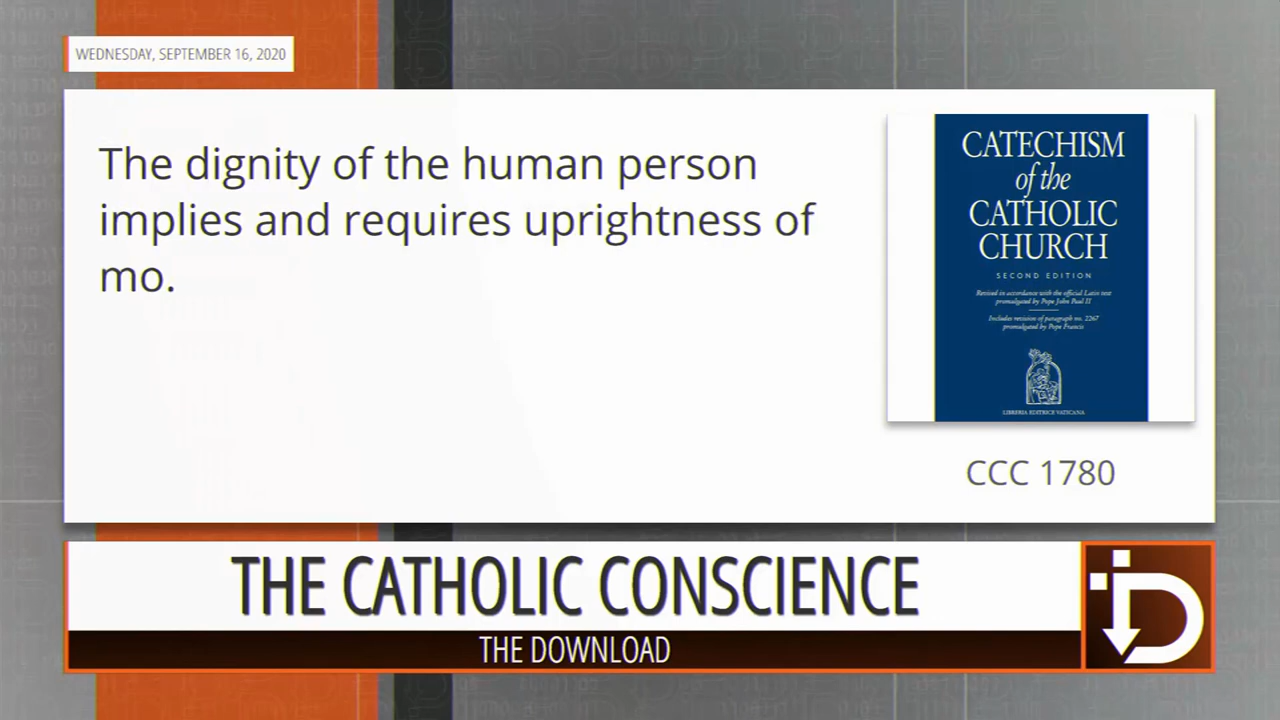 WEDNESDAY, SEPTEMBER 16, 2020
The dignity of the human person
implies and requires uprightness of
mo.
CATECHISM
of the
CATHOLIC
CHURCH
SECOND EDITION
Revised in accordance with the official Latin text
promulgated by Pope John Paul II
Includes revision of paragraph no. 2267
promulgated by Pope Francis
LIBRERIA EDITRICE VATICANA
CCC 1780
THE CATHOLIC CONSCIENCE
THE DOWNLOAD
D